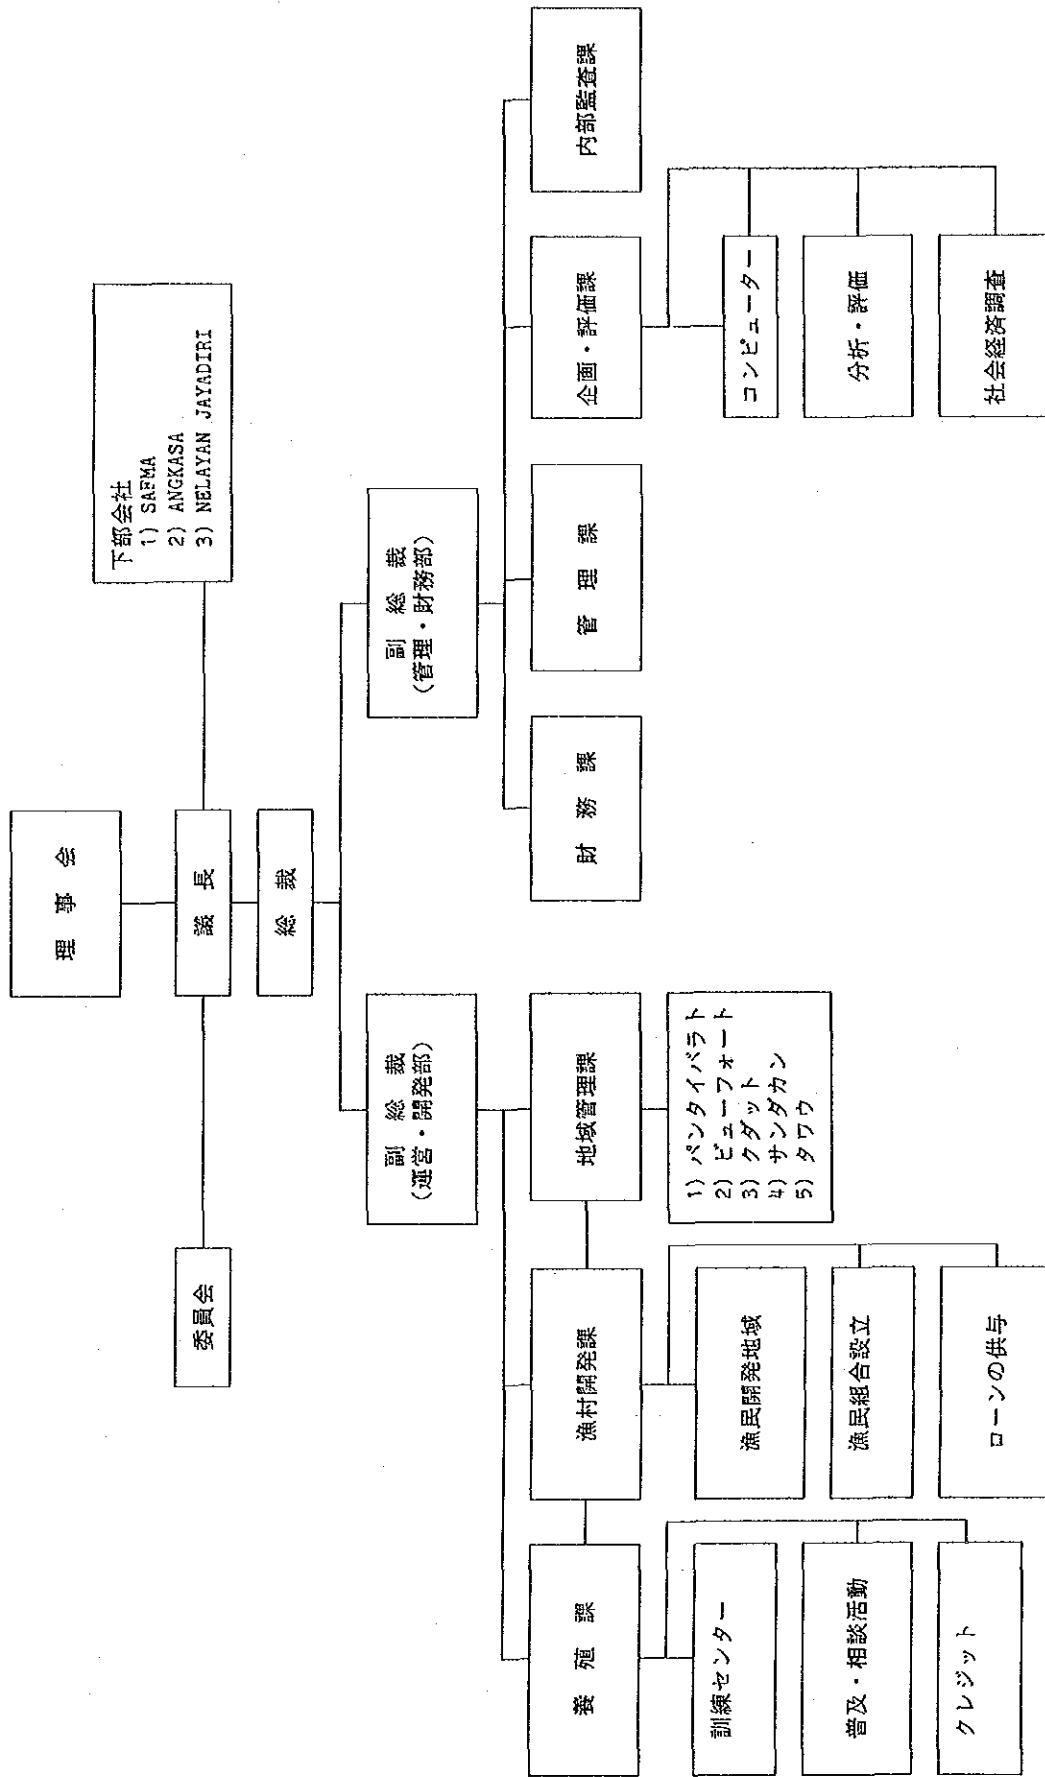 理事会
議長
下部会社
1) SAFMA
2) ANGKASA
3) NELAYAN JAYADIRI
委員会
総裁
副総裁
(運営・開発部)
副総裁
(管理・財務部)
養殖課
漁村開発課
地域管理課
財務課
管理課
企画・評価課
内部監査課
訓練センター
普及・相談活動
クレジット
漁民開発地域
漁民組合設立
ローンの供与
1) パンタイバラト
2) ビューフォート
3) クダット
4) サンダカン
5) タワウ
コンピューター
分析・評価
社会経済調査